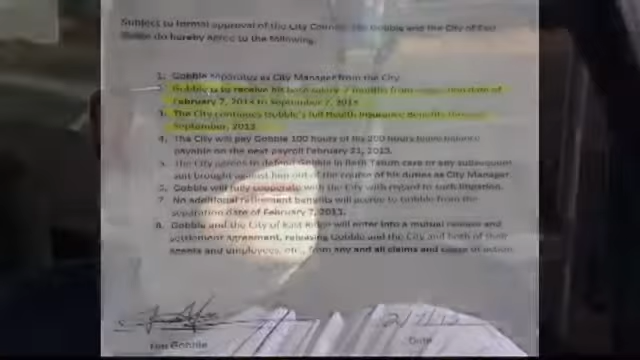 Subject to formal approval of the City Council, Tim Gobble and the City of East
Ridge do hereby agree to the following.
1. Gobble separates as City Manager from the City.
2. Gobble is to receive his base salary 7 months from separation date of
February 7, 2013 to September 7, 2013.
3. The City continues Gobble's full Health Insurance Benefits through
September, 2013.
4. The City will pay Gobble 100 hours of his 200 hours leave balance
payable on the next payroll February 21, 2013.
5. The City agrees to defend Gobble in Beth Tatum case or any subsequent
suit brought against him out of the course of his duties as City Manager.
6. Gobble will fully cooperate with the City with regard to such litigation.
7. No additional retirement benefits will accrue to Gobble from the
separation date of February 7, 2013.
8. Gobble and the City of East Ridge will enter into a mutual release and
settlement agreement, releasing Gobble and the City and both of their
agents and employees, etc., from any and all claims and cause of action.
2/7/13
Tim Gobble
Date